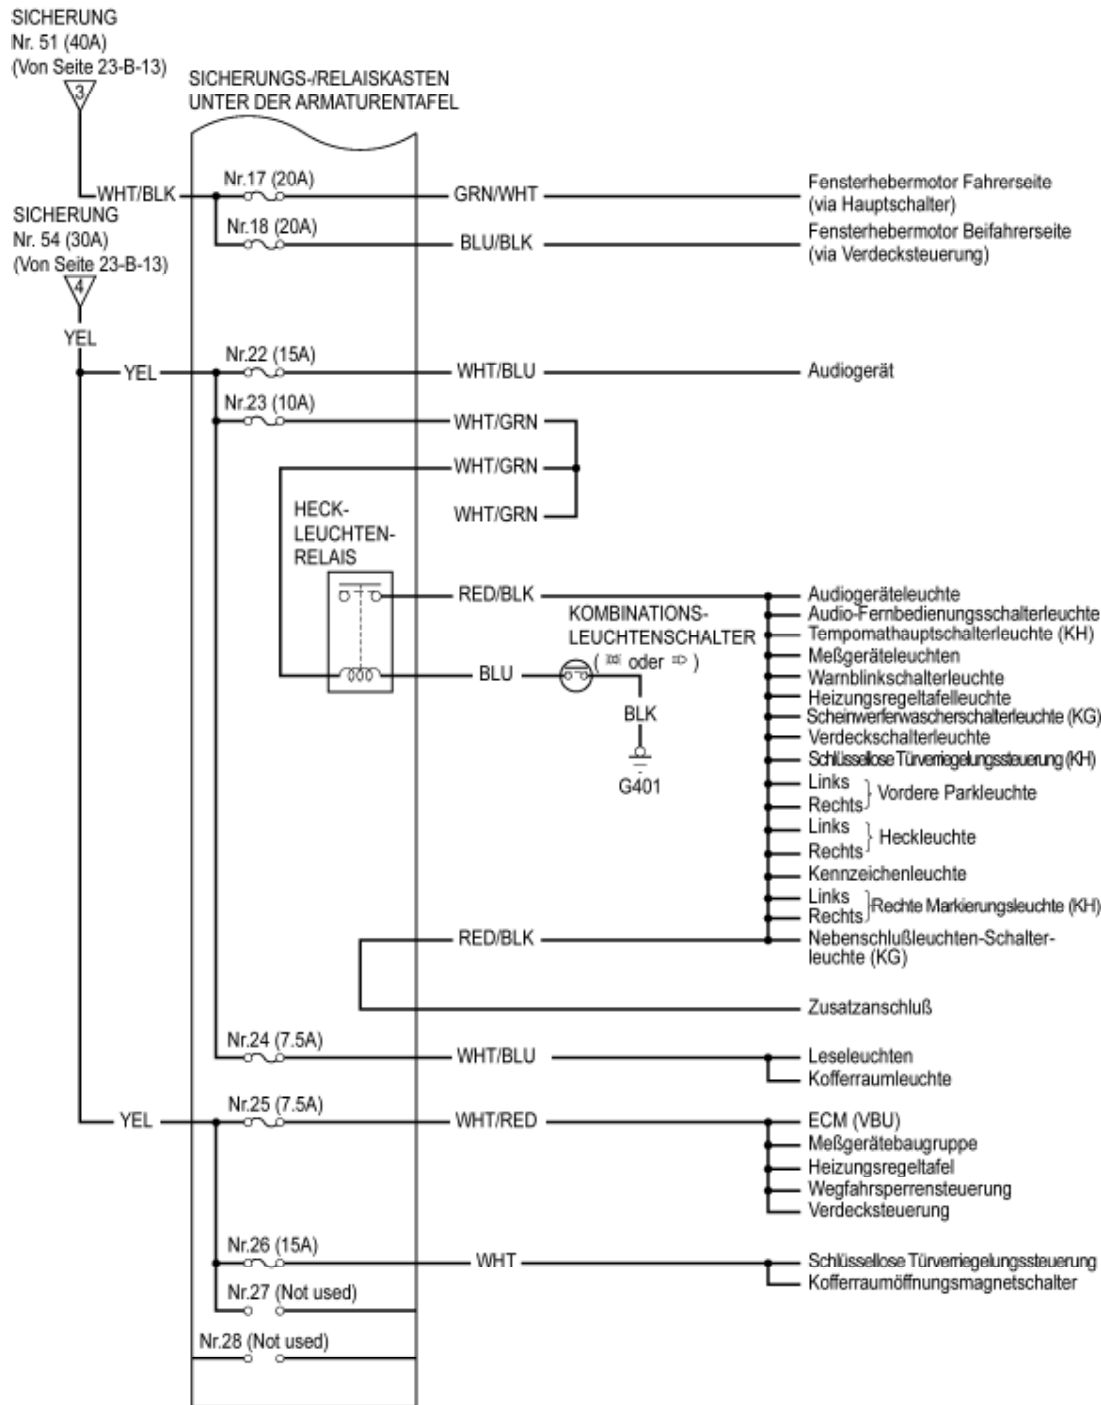 SICHERUNG
Nr. 51 (40A)
(Von Seite 23-B-13)
3
SICHERUNGS-/RELAISKASTEN
UNTER DER ARMATURENTAFEL
WHT/BLK
Nr.17 (20A)
GRN/WHT
Fensterhebermotor Fahrerseite
(via Hauptschalter)
SICHERUNG
Nr. 54 (30A)
(Von Seite 23-B-13)
4
Nr.18 (20A)
BLU/BLK
Fensterhebermotor Beifahrerseite
(via Verdecksteuerung)
YEL
YEL
Nr.22 (15A)
WHT/BLU
Audiogerät
Nr.23 (10A)
WHT/GRN
WHT/GRN
WHT/GRN
HECK-
LEUCHTEN-
RELAIS
RED/BLK
KOMBINATIONS-
LEUCHTENSCHALTER
( oder )
BLU
BLK
G401
Audiogeräteleuchte
Audio-Fernbedienungsschalterleuchte
Tempomathauptschalterleuchte (KH)
Meßgeräteleuchten
Warnblinkschalterleuchte
Heizungsregeltafelleuchte
Scheinwerferwascherschalterleuchte (KG)
Verdeckschalterleuchte
Schlüssellose Türverriegelungssteuerung (KH)
Links
Rechts
Vordere Parkleuchte
Links
Rechts
Heckleuchte
Kennzeichenleuchte
Links
Rechts
Rechte Markierungsleuchte (KH)
RED/BLK
Nebenschlußleuchten-Schalter-
leuchte (KG)
Zusatzanschluß
Nr.24 (7.5A)
WHT/BLU
Leseleuchten
Kofferraumleuchte
YEL
Nr.25 (7.5A)
WHT/RED
ECM (VBU)
Meßgerätebaugruppe
Heizungsregeltafel
Wegfahrsperrensteuerung
Verdecksteuerung
Nr.26 (15A)
WHT
Schlüssellose Türverriegelungssteuerung
Kofferraumöffnungsmagnetschalter
Nr.27 (Not used)
Nr.28 (Not used)